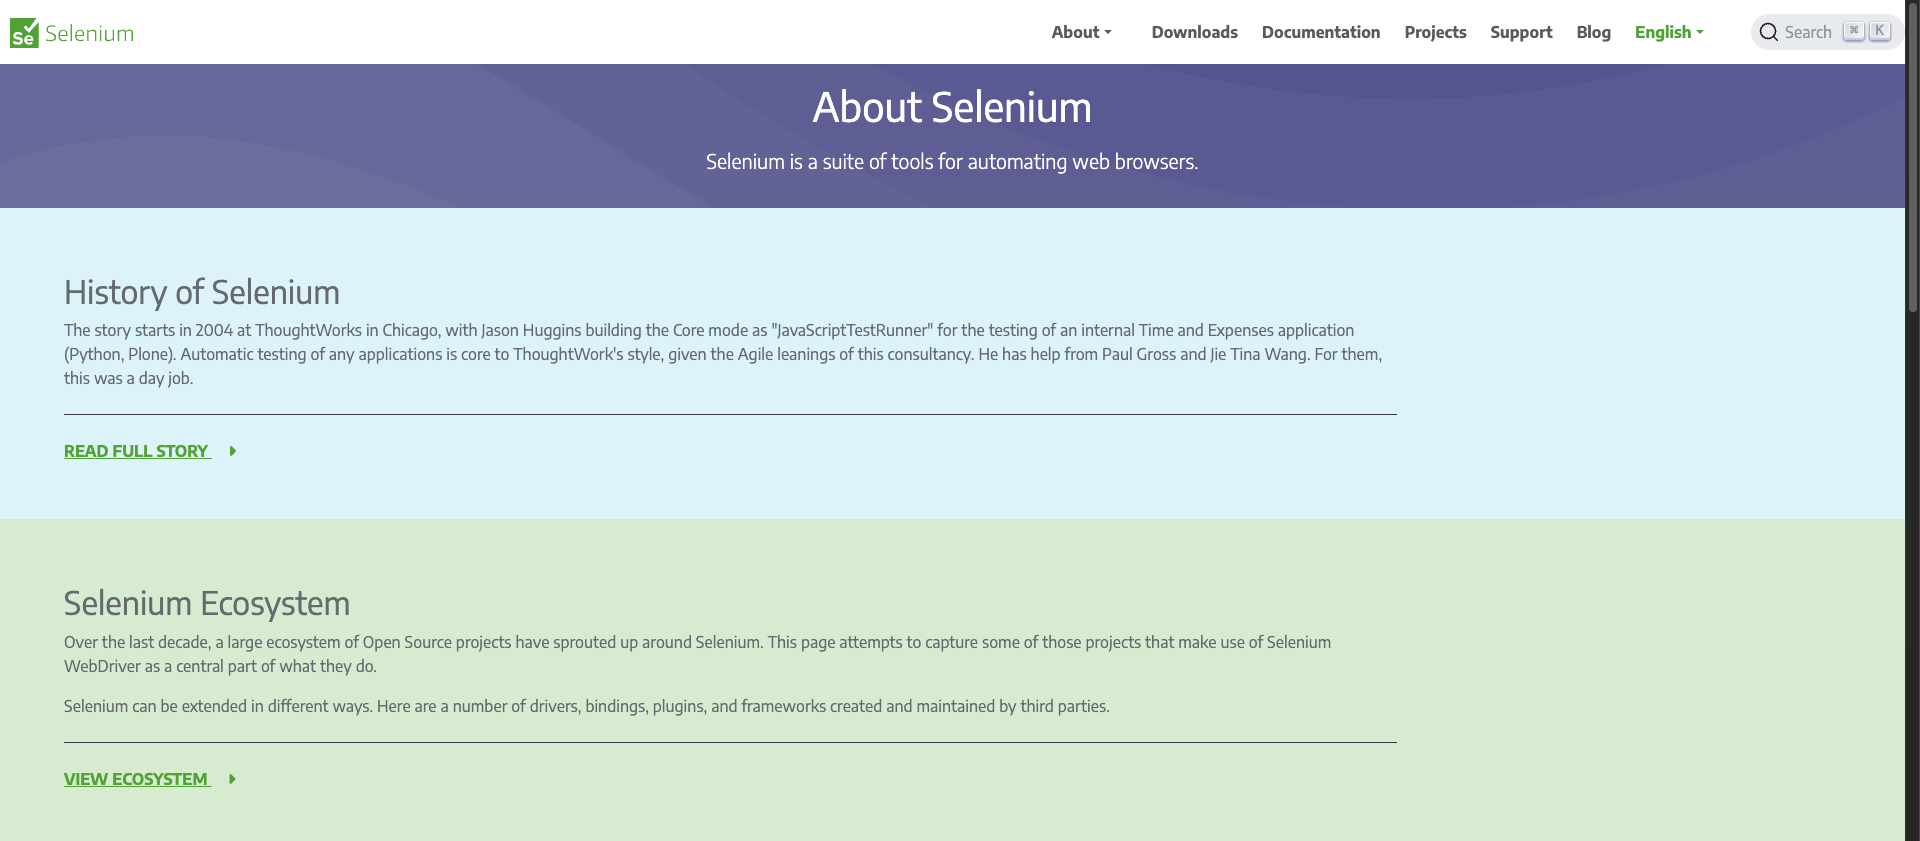 Se Selenium
About Downloads Documentation Projects Support Blog English Search ⌘ K
About Selenium
Selenium is a suite of tools for automating web browsers.
History of Selenium
The story starts in 2004 at ThoughtWorks in Chicago, with Jason Huggins building the Core mode as "JavaScriptTestRunner" for the testing of an internal Time and Expenses application
(Python, Plone). Automatic testing of any applications is core to ThoughtWork's style, given the Agile leanings of this consultancy. He has help from Paul Gross and Jie Tina Wang. For them,
this was a day job.
READ FULL STORY
Selenium Ecosystem
Over the last decade, a large ecosystem of Open Source projects have sprouted up around Selenium. This page attempts to capture some of those projects that make use of Selenium
WebDriver as a central part of what they do.
Selenium can be extended in different ways. Here are a number of drivers, bindings, plugins, and frameworks created and maintained by third parties.
VIEW ECOSYSTEM